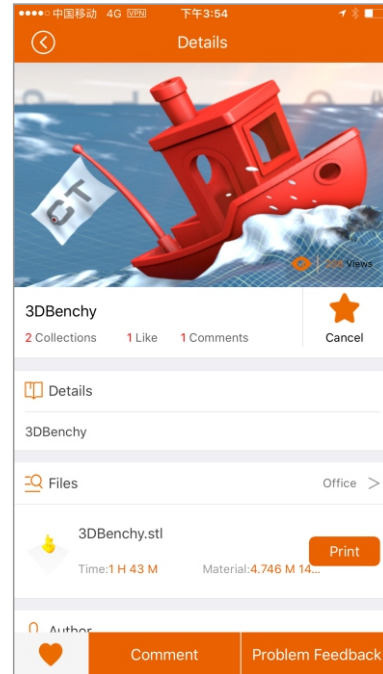 中国移动 4G VPN 下午3:54
Details
CT
Views
3DBenchy
2 Collections 1 Like 1 Comments
Cancel
Details
3DBenchy
Files Office >
3DBenchy.stl
Time:1 H 43 M Material:4.746 M 14...
Print
Author
Comment Problem Feedback